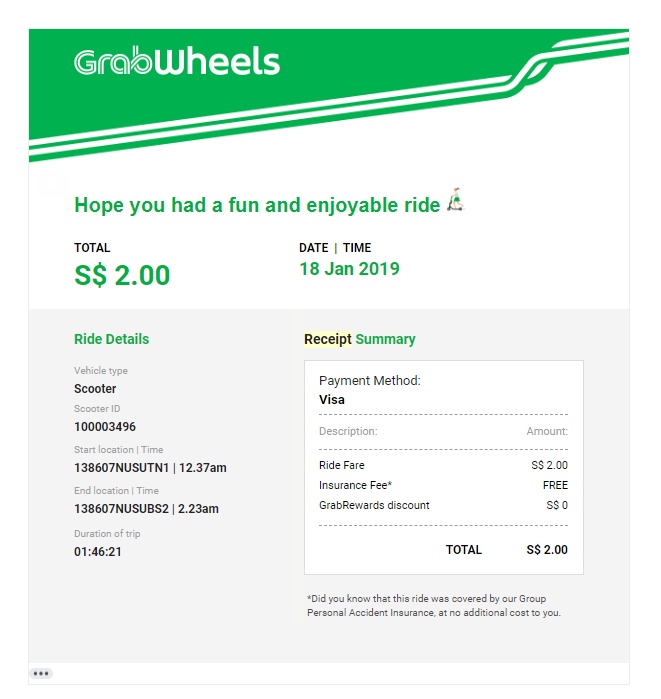 GrabWheels
Hope you had a fun and enjoyable ride
TOTAL
S$ 2.00
DATE | TIME
18 Jan 2019
Ride Details
Vehicle type
Scooter
Scooter ID
100003496
Start location | Time
138607NUSUTN1 | 12.37am
End location | Time
138607NUSUBS2 | 2.23am
Duration of trip
01:46:21
Receipt Summary
Payment Method:
Visa
Description: Amount:
Ride Fare S$ 2.00
Insurance Fee* FREE
GrabRewards discount S$ 0
TOTAL S$ 2.00
*Did you know that this ride was covered by our Group
Personal Accident Insurance, at no additional cost to you.